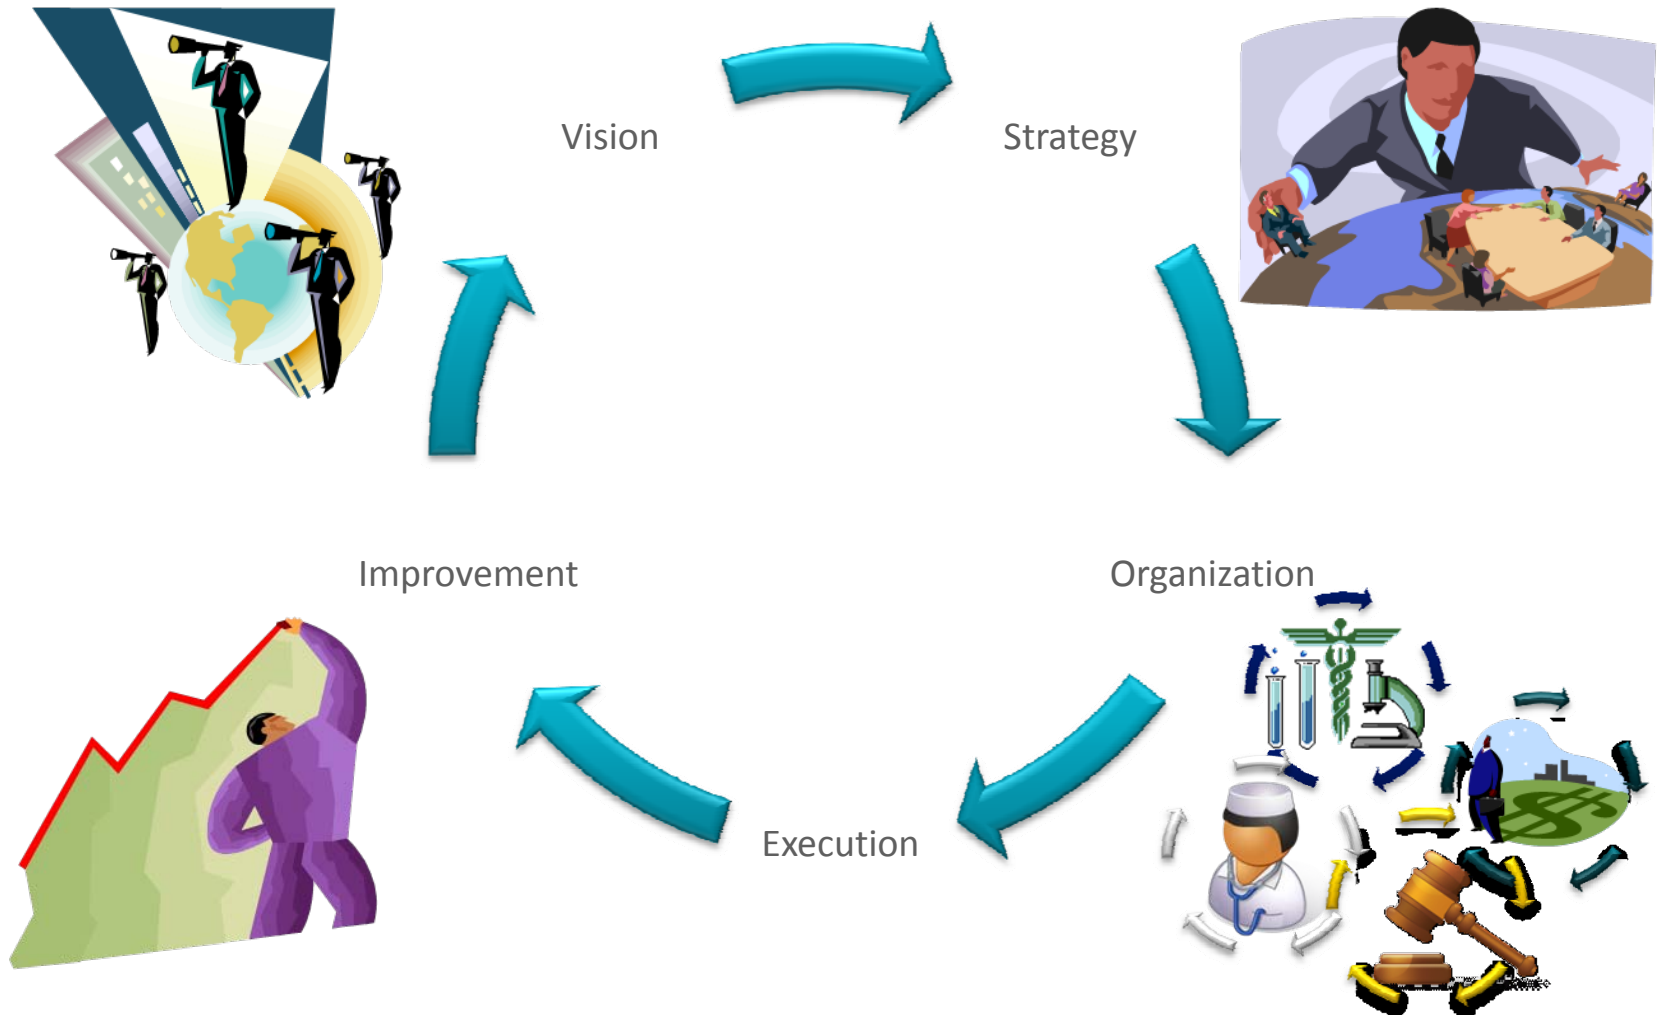 Vision
Strategy
Improvement
Organization
Execution